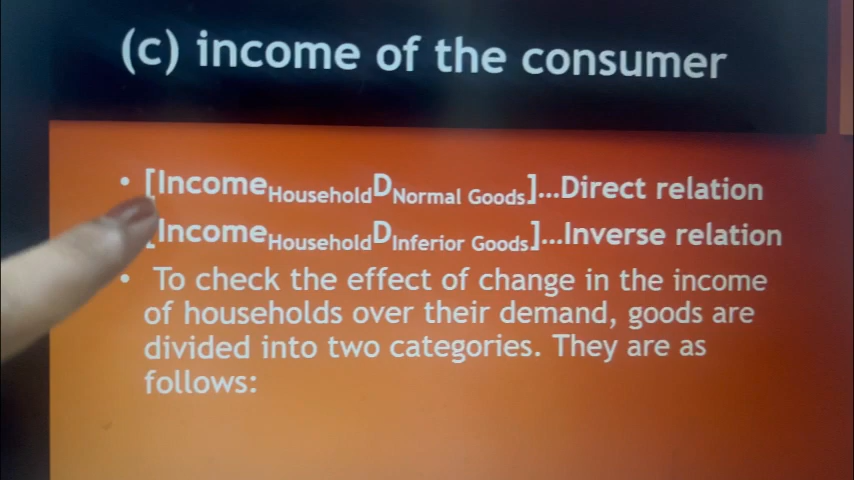 (c) income of the consumer
• [IncomeHouseholdDNormal Goods]...Direct relation
[IncomeHouseholdDInferior Goods]...Inverse relation
• To check the effect of change in the income
of households over their demand, goods are
divided into two categories. They are as
follows: